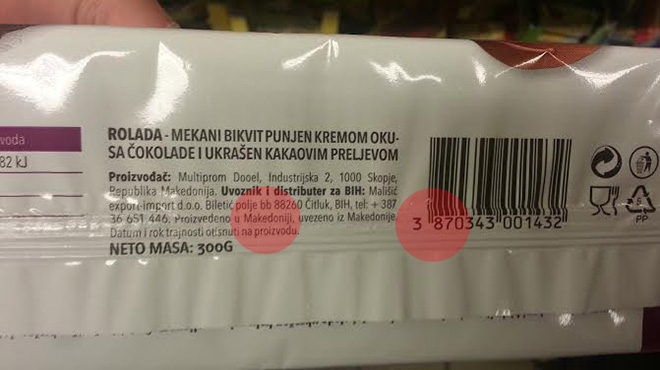 voda
82 kJ
ROLADA - MEKANI BIKVIT PUNJEN KREMOM OKU-
SA ČOKOLADE I UKRAŠEN KAKAOVIM PRELJEVOM
Proizvođač: Multiprom Dooel, Industrijska 2, 1000 Skopje,
Republika Makedonija. Uvoznik i distributer za BIH: Mališić
export-import d.o.o. Biletić polje bb 88260 Čitluk, BIH, tel: + 387
36 651 446. Proizvedeno u Makedoniji, uvezeno iz Makedonije.
Datum i rok trajnosti otisnuti na proizvodu.
NETO MASA: 300G
3 870343 001432
5
PP